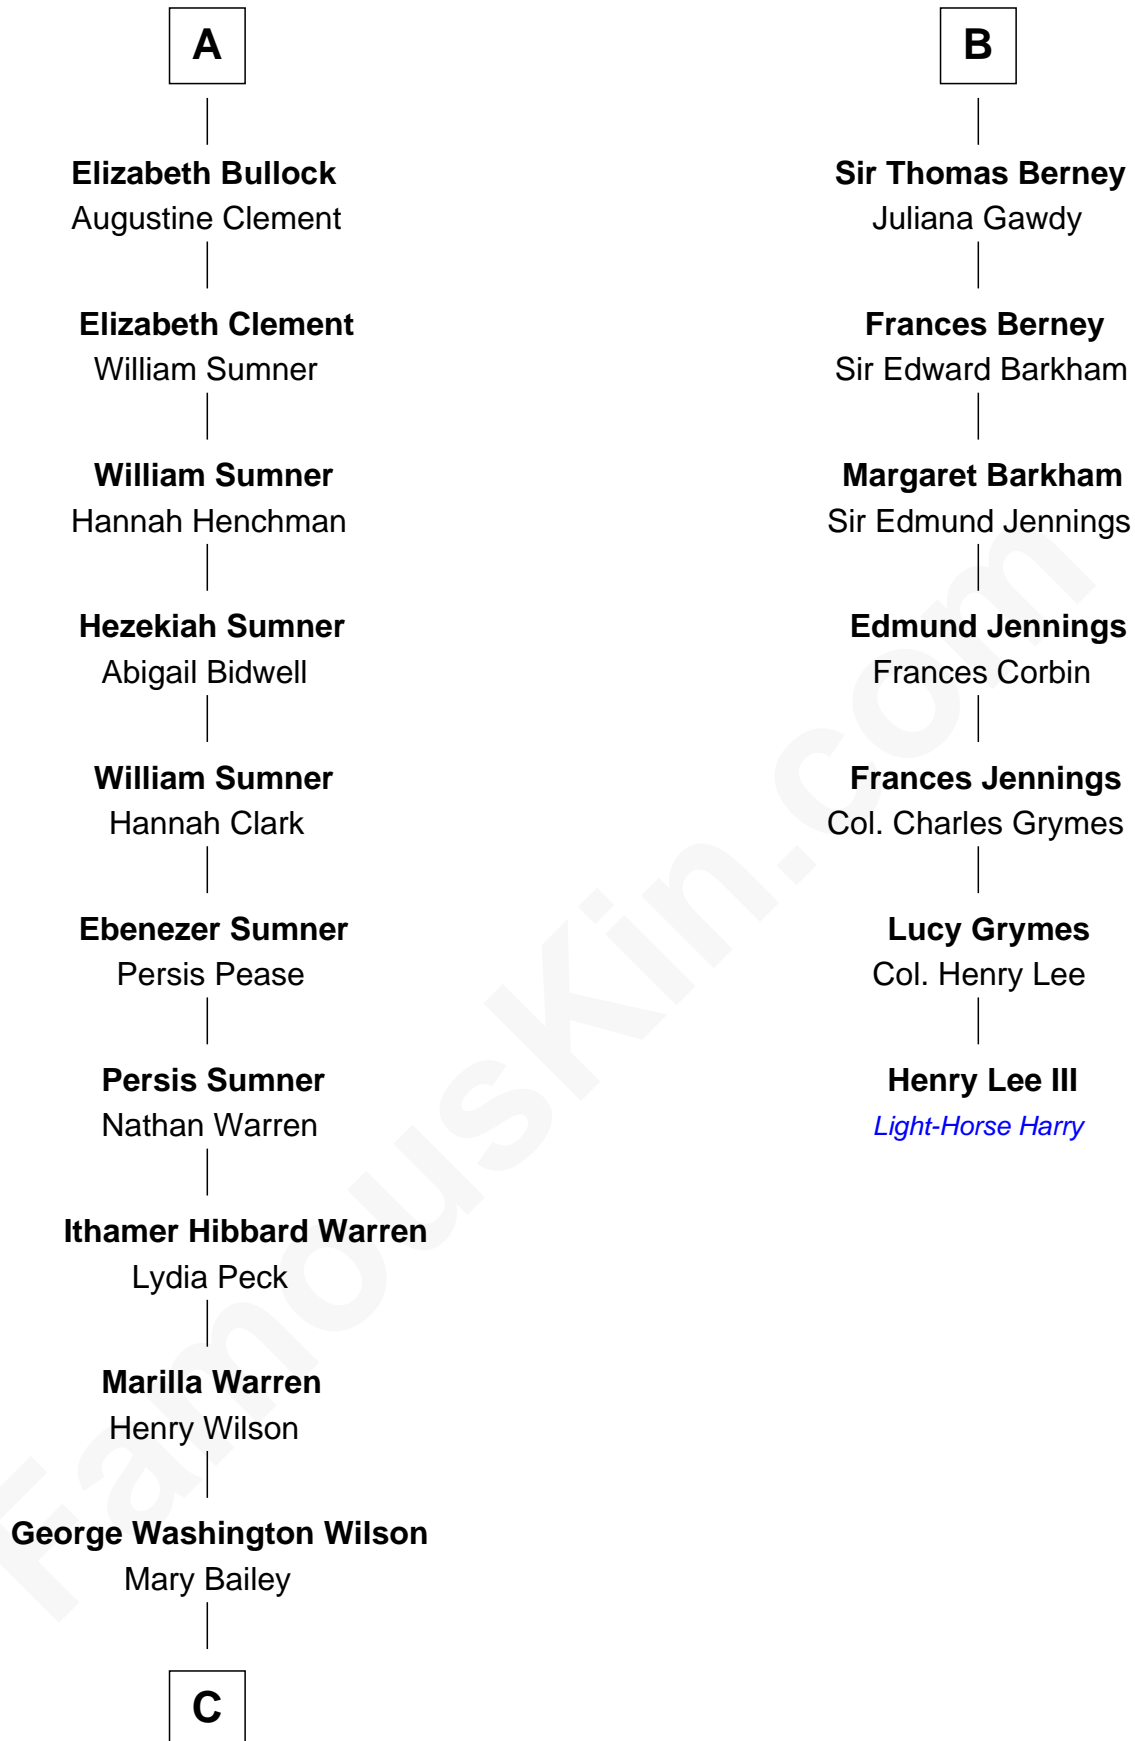 A
Elizabeth Bullock
Augustine Clement
Elizabeth Clement
William Sumner
William Sumner
Hannah Henchman
Hezekiah Sumner
Abigail Bidwell
William Sumner
Hannah Clark
Ebenezer Sumner
Persis Pease
Persis Sumner
Nathan Warren
Ithamer Hibbard Warren
Lydia Peck
Marilla Warren
Henry Wilson
George Washington Wilson
Mary Bailey
C
B
Sir Thomas Berney
Juliana Gawdy
Frances Berney
Sir Edward Barkham
Margaret Barkham
Sir Edmund Jennings
Edmund Jennings
Frances Corbin
Frances Jennings
Col. Charles Grymes
Lucy Grymes
Col. Henry Lee
Henry Lee III
Light-Horse Harry
FamousKin.com